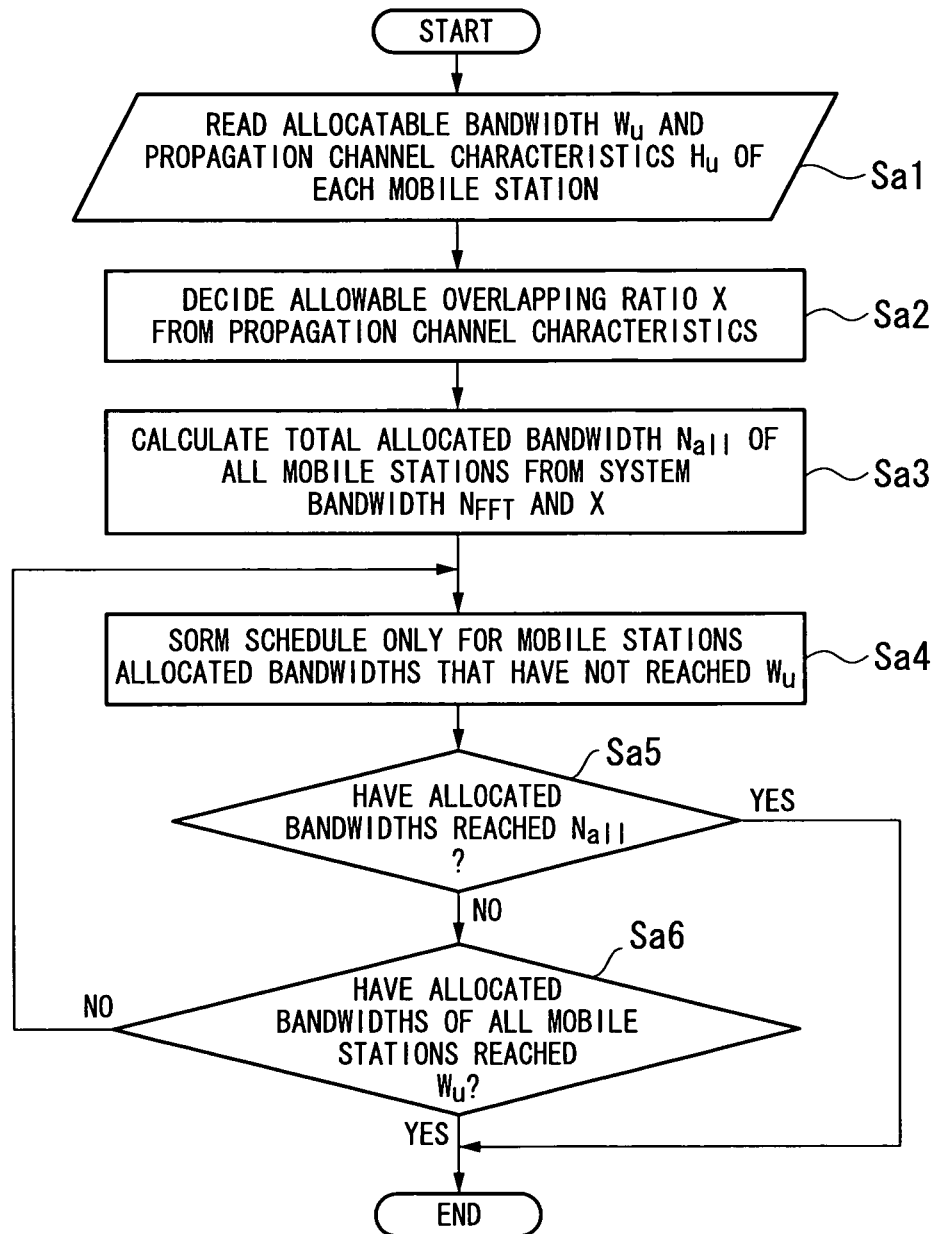 START
READ ALLOCATABLE BANDWIDTH Wu AND
PROPAGATION CHANNEL CHARACTERISTICS Hu OF
EACH MOBILE STATION
Sa1
DECIDE ALLOWABLE OVERLAPPING RATIO X
FROM PROPAGATION CHANNEL CHARACTERISTICS
Sa2
CALCULATE TOTAL ALLOCATED BANDWIDTH Nall OF
ALL MOBILE STATIONS FROM SYSTEM
BANDWIDTH NFFT AND X
Sa3
SORM SCHEDULE ONLY FOR MOBILE STATIONS
ALLOCATED BANDWIDTHS THAT HAVE NOT REACHED Wu
Sa4
Sa5
HAVE ALLOCATED
BANDWIDTHS REACHED Nall
?
YES
NO
Sa6
HAVE ALLOCATED
BANDWIDTHS OF ALL MOBILE
STATIONS REACHED
Wu?
NO
YES
END